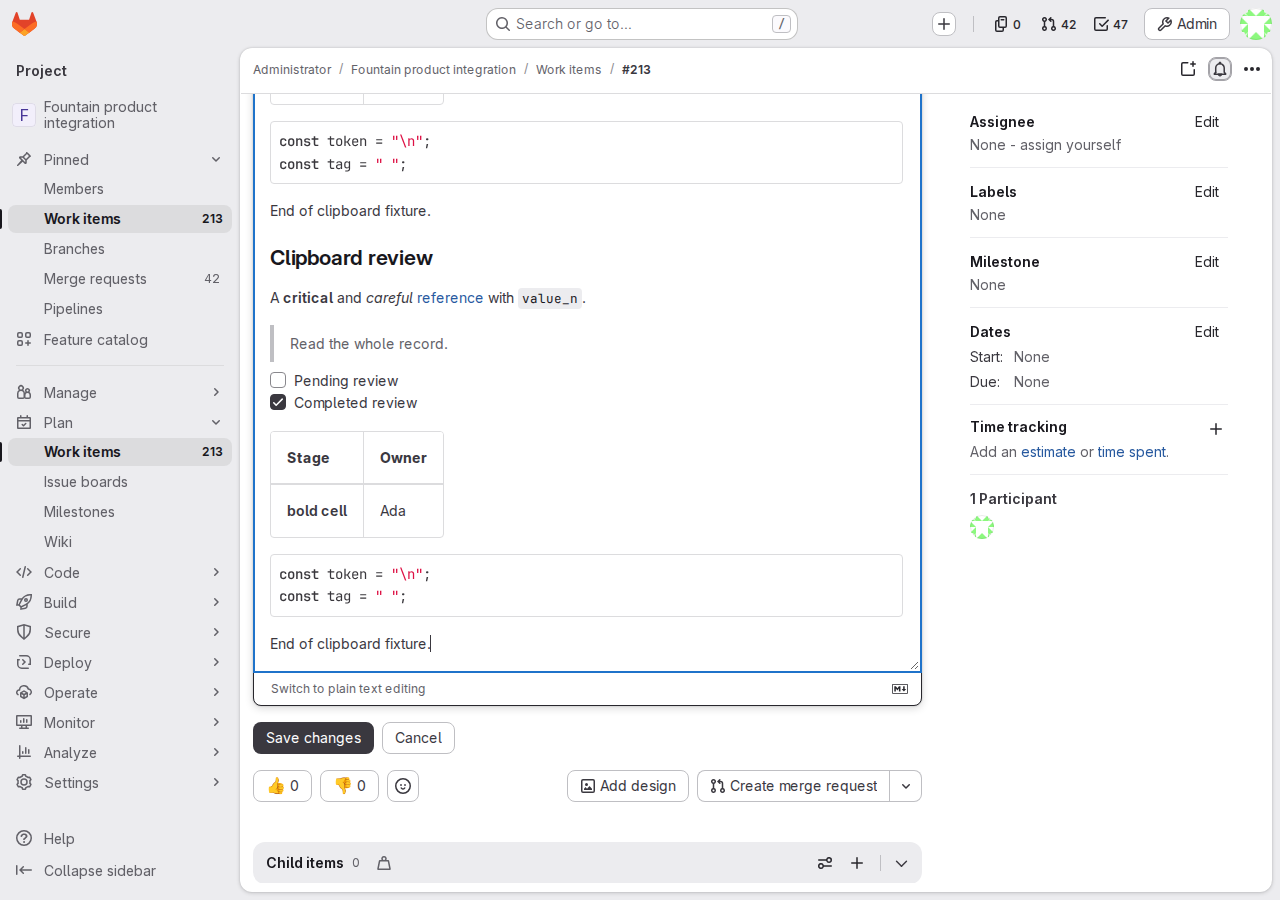 Search or go to...
/
0
42
47
Admin
Project
F
Fountain product integration
Pinned
Members
Work items 213
Branches
Merge requests 42
Pipelines
Feature catalog
Manage
Plan
Work items 213
Issue boards
Milestones
Wiki
Code
Build
Secure
Deploy
Operate
Monitor
Analyze
Settings
Help
Collapse sidebar
Administrator / Fountain product integration / Work items / #213
const token = "\n";
const tag = " ";
End of clipboard fixture.
Clipboard review
A critical and careful reference with value_n.
Read the whole record.
Pending review
Completed review
Stage Owner
bold cell Ada
const token = "\n";
const tag = " ";
End of clipboard fixture.
Switch to plain text editing
Save changes
Cancel
👍 0
👎 0
Add design
Create merge request
Child items 0
Assignee Edit
None - assign yourself
Labels Edit
None
Milestone Edit
None
Dates Edit
Start: None
Due: None
Time tracking
Add an estimate or time spent.
1 Participant